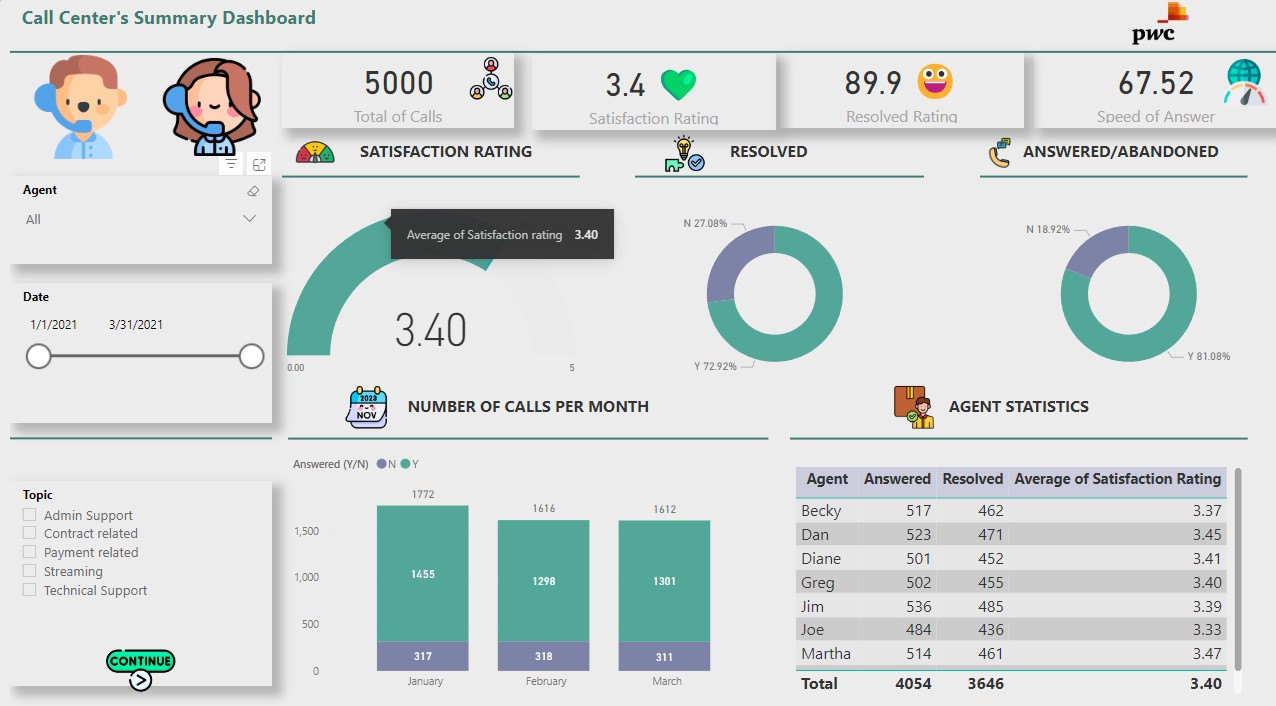 Call Center's Summary Dashboard
pwc
5000
Total of Calls
3.4
Satisfaction Rating
89.9
Resolved Rating
67.52
Speed of Answer
SATISFACTION RATING
RESOLVED
ANSWERED/ABANDONED
Agent
All
Average of Satisfaction rating 3.40
3.40
0.00
5
N 27.08%
Y 72.92%
N 18.92%
Y 81.08%
Date
1/1/2021 3/31/2021
2023
NOV
NUMBER OF CALLS PER MONTH
AGENT STATISTICS
Topic
Admin Support
Contract related
Payment related
Streaming
Technical Support
CONTINUE
Answered (Y/N) N Y
1772
1616
1612
1,500
1,000
500
0
1455
1298
1301
317
318
311
January
February
March
Agent Answered Resolved Average of Satisfaction Rating
Becky 517 462 3.37
Dan 523 471 3.45
Diane 501 452 3.41
Greg 502 455 3.40
Jim 536 485 3.39
Joe 484 436 3.33
Martha 514 461 3.47
Total 4054 3646 3.40